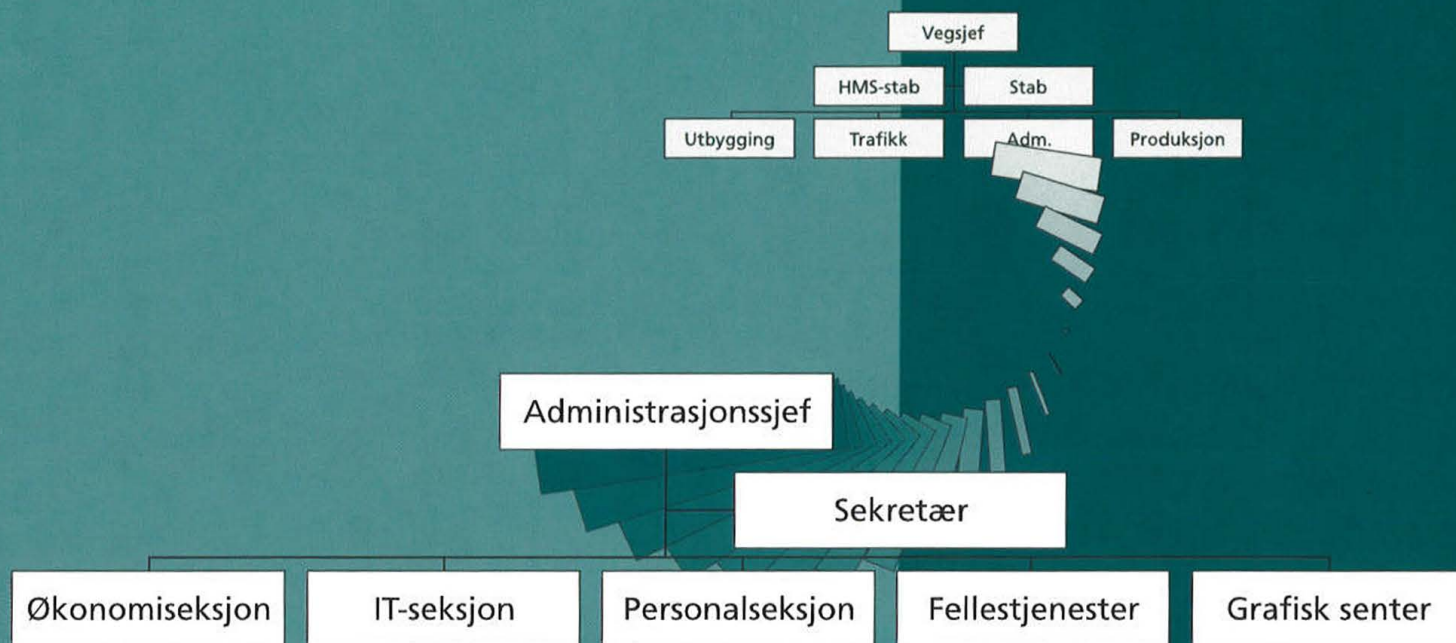 Vegsjef
HMS-stab
Stab
Utbygging
Trafikk
Adm.
Produksjon
Administrasjonssjef
Sekretær
Økonomiseksjon
IT-seksjon
Personalseksjon
Fellestjenester
Grafisk senter